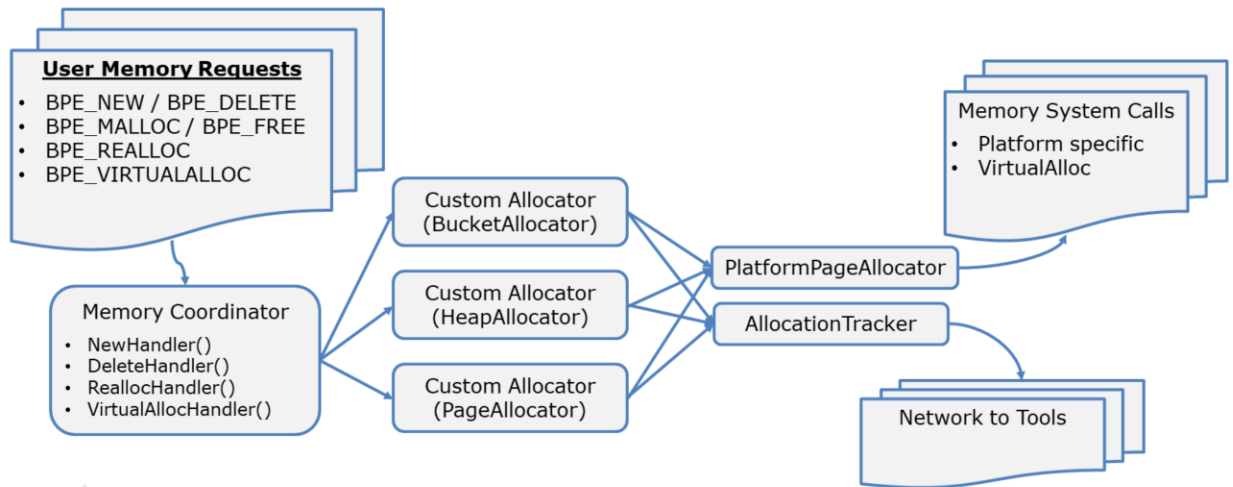 User Memory Requests
• BPE_NEW / BPE_DELETE
• BPE_MALLOC / BPE_FREE
• BPE_REALLOC
• BPE_VIRTUALALLOC
Memory Coordinator
• NewHandler()
• DeleteHandler()
• ReallocHandler()
• VirtualAllocHandler()
Custom Allocator
(BucketAllocator)
Custom Allocator
(HeapAllocator)
Custom Allocator
(PageAllocator)
PlatformPageAllocator
AllocationTracker
Memory System Calls
• Platform specific
• VirtualAlloc
Network to Tools